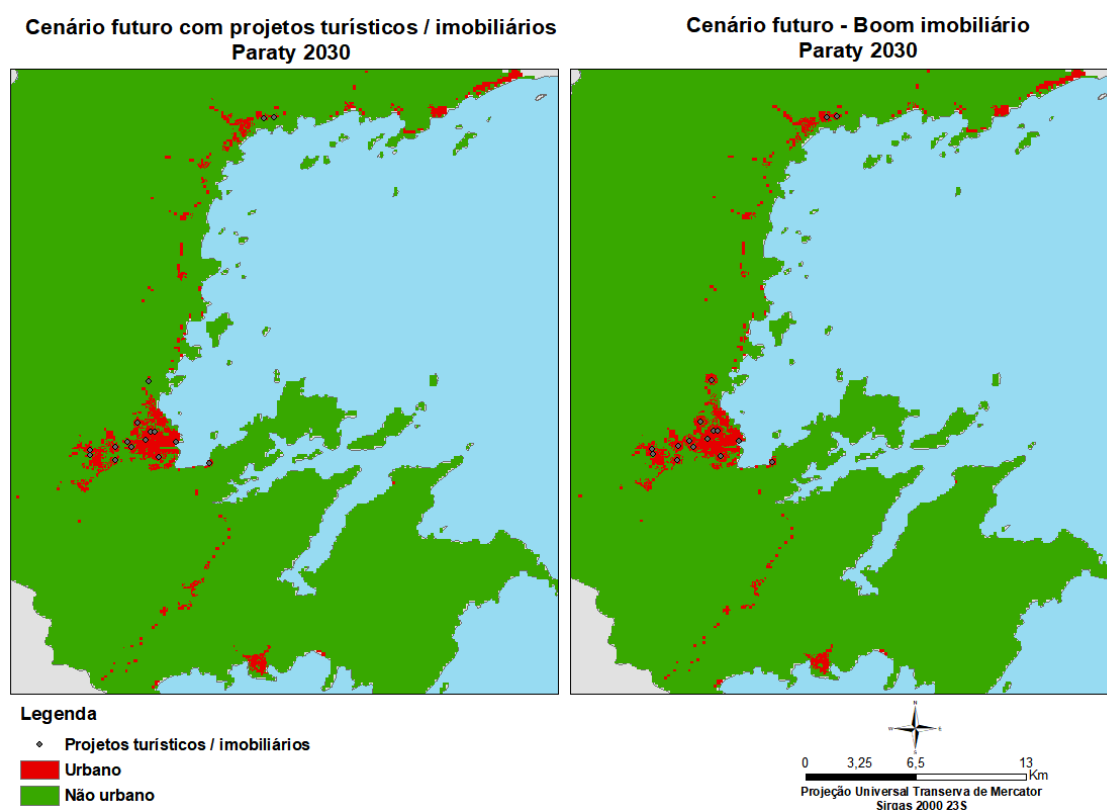 Cenário futuro com projetos turísticos / imobiliários
Paraty 2030
Cenário futuro - Boom imobiliário
Paraty 2030
Legenda
Projetos turísticos / imobiliários
Urbano
Não urbano
N
W E
S
0 3,25 6,5 13
Km
Projeção Universal Transerva de Mercator
Sirgas 2000 23S